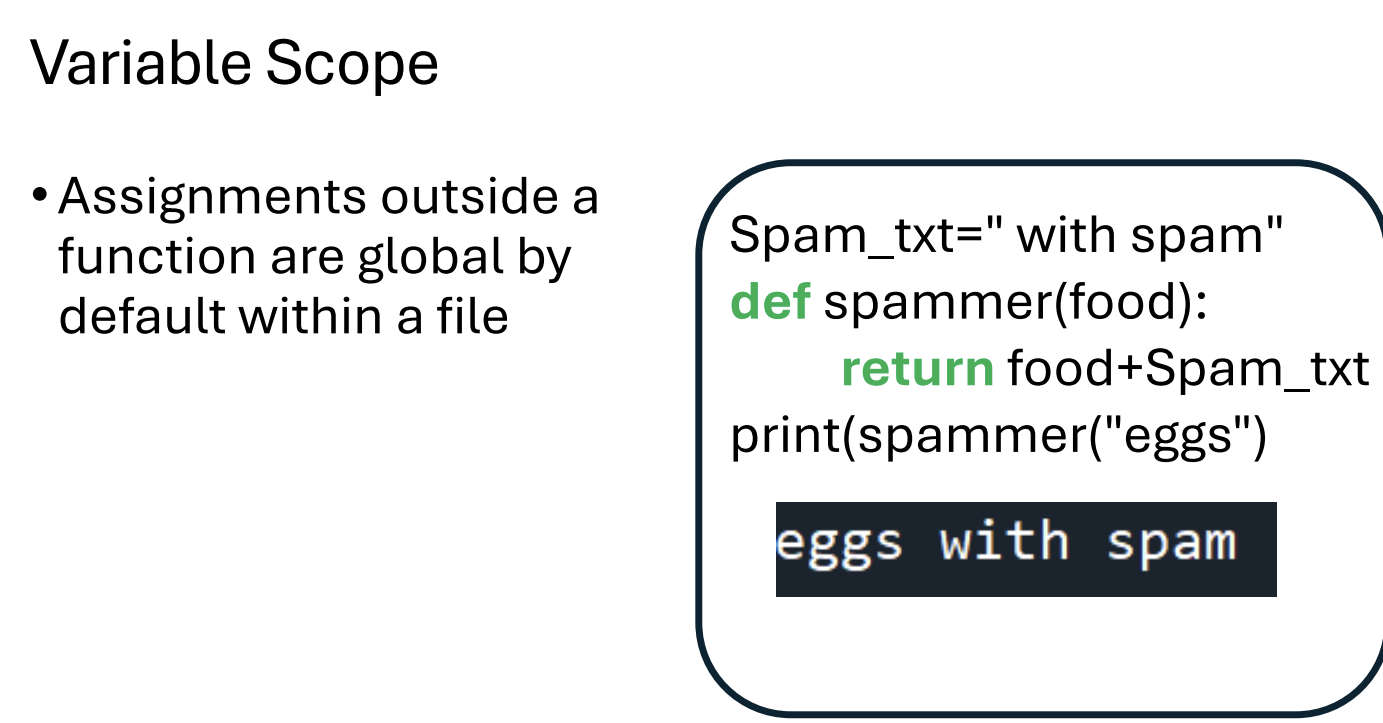 Variable Scope
• Assignments outside a
function are global by
default within a file
Spam_txt=" with spam"
def spammer(food):
return food+Spam_txt
print(spammer("eggs")
eggs with spam